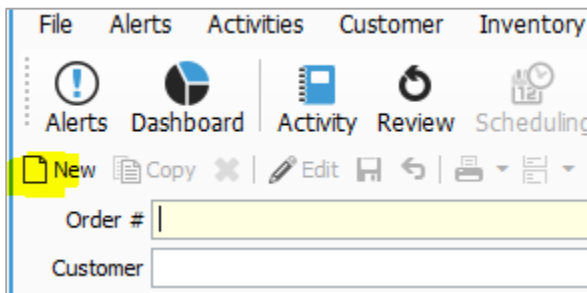 File Alerts Activities Customer Inventory
Alerts Dashboard Activity Review Scheduling
New Copy Edit
Order #
Customer